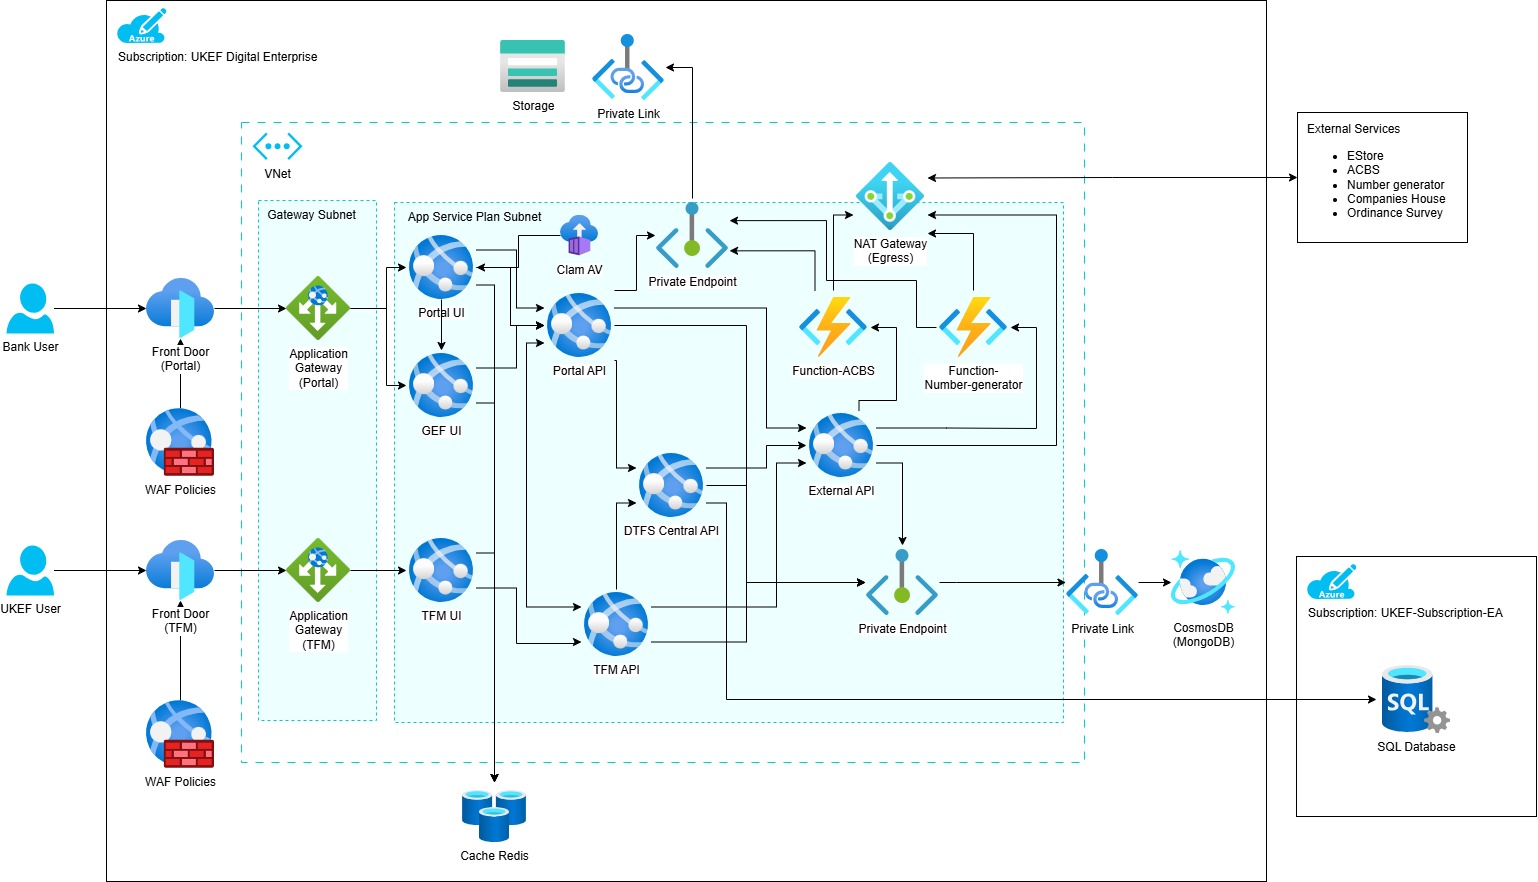 Azure
Subscription: UKEF Digital Enterprise
Storage
Private Link
External Services
EStore
ACBS
Number generator
Companies House
Ordinance Survey
VNet
Gateway Subnet
App Service Plan Subnet
Clam AV
Private Endpoint
NAT Gateway
(Egress)
Portal UI
Bank User
Front Door
(Portal)
Application
Gateway
(Portal)
Portal API
Function-ACBS
Function-
Number-generator
GEF UI
WAF Policies
External API
DTFS Central API
UKEF User
Front Door
(TFM)
Application
Gateway
(TFM)
TFM UI
TFM API
Private Endpoint
Private Link
CosmosDB
(MongoDB)
Azure
Subscription: UKEF-Subscription-EA
SQL
SQL Database
WAF Policies
Cache Redis